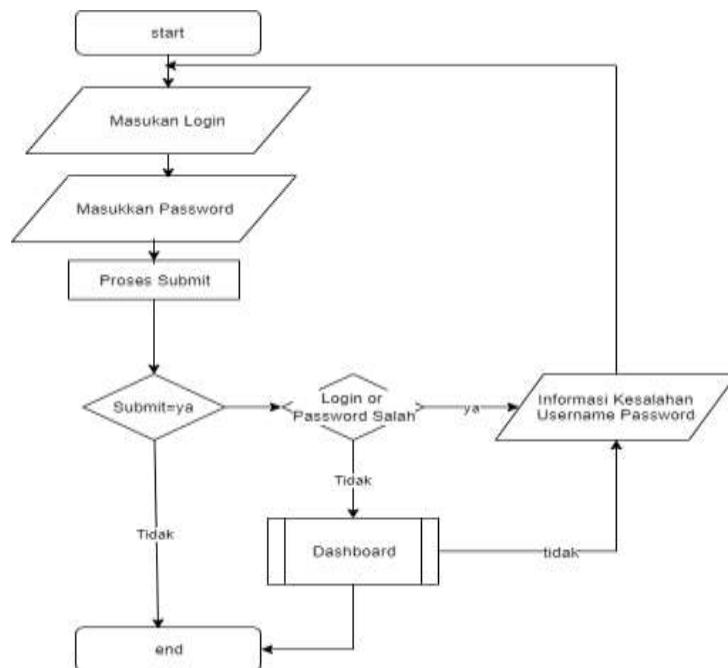 start
Masukan Login
Masukkan Password
Proses Submit
Submit=ya
Login or
Password Salah
ya
Informasi Kesalahan
Username Password
Tidak
Tidak
Dashboard
tidak
end